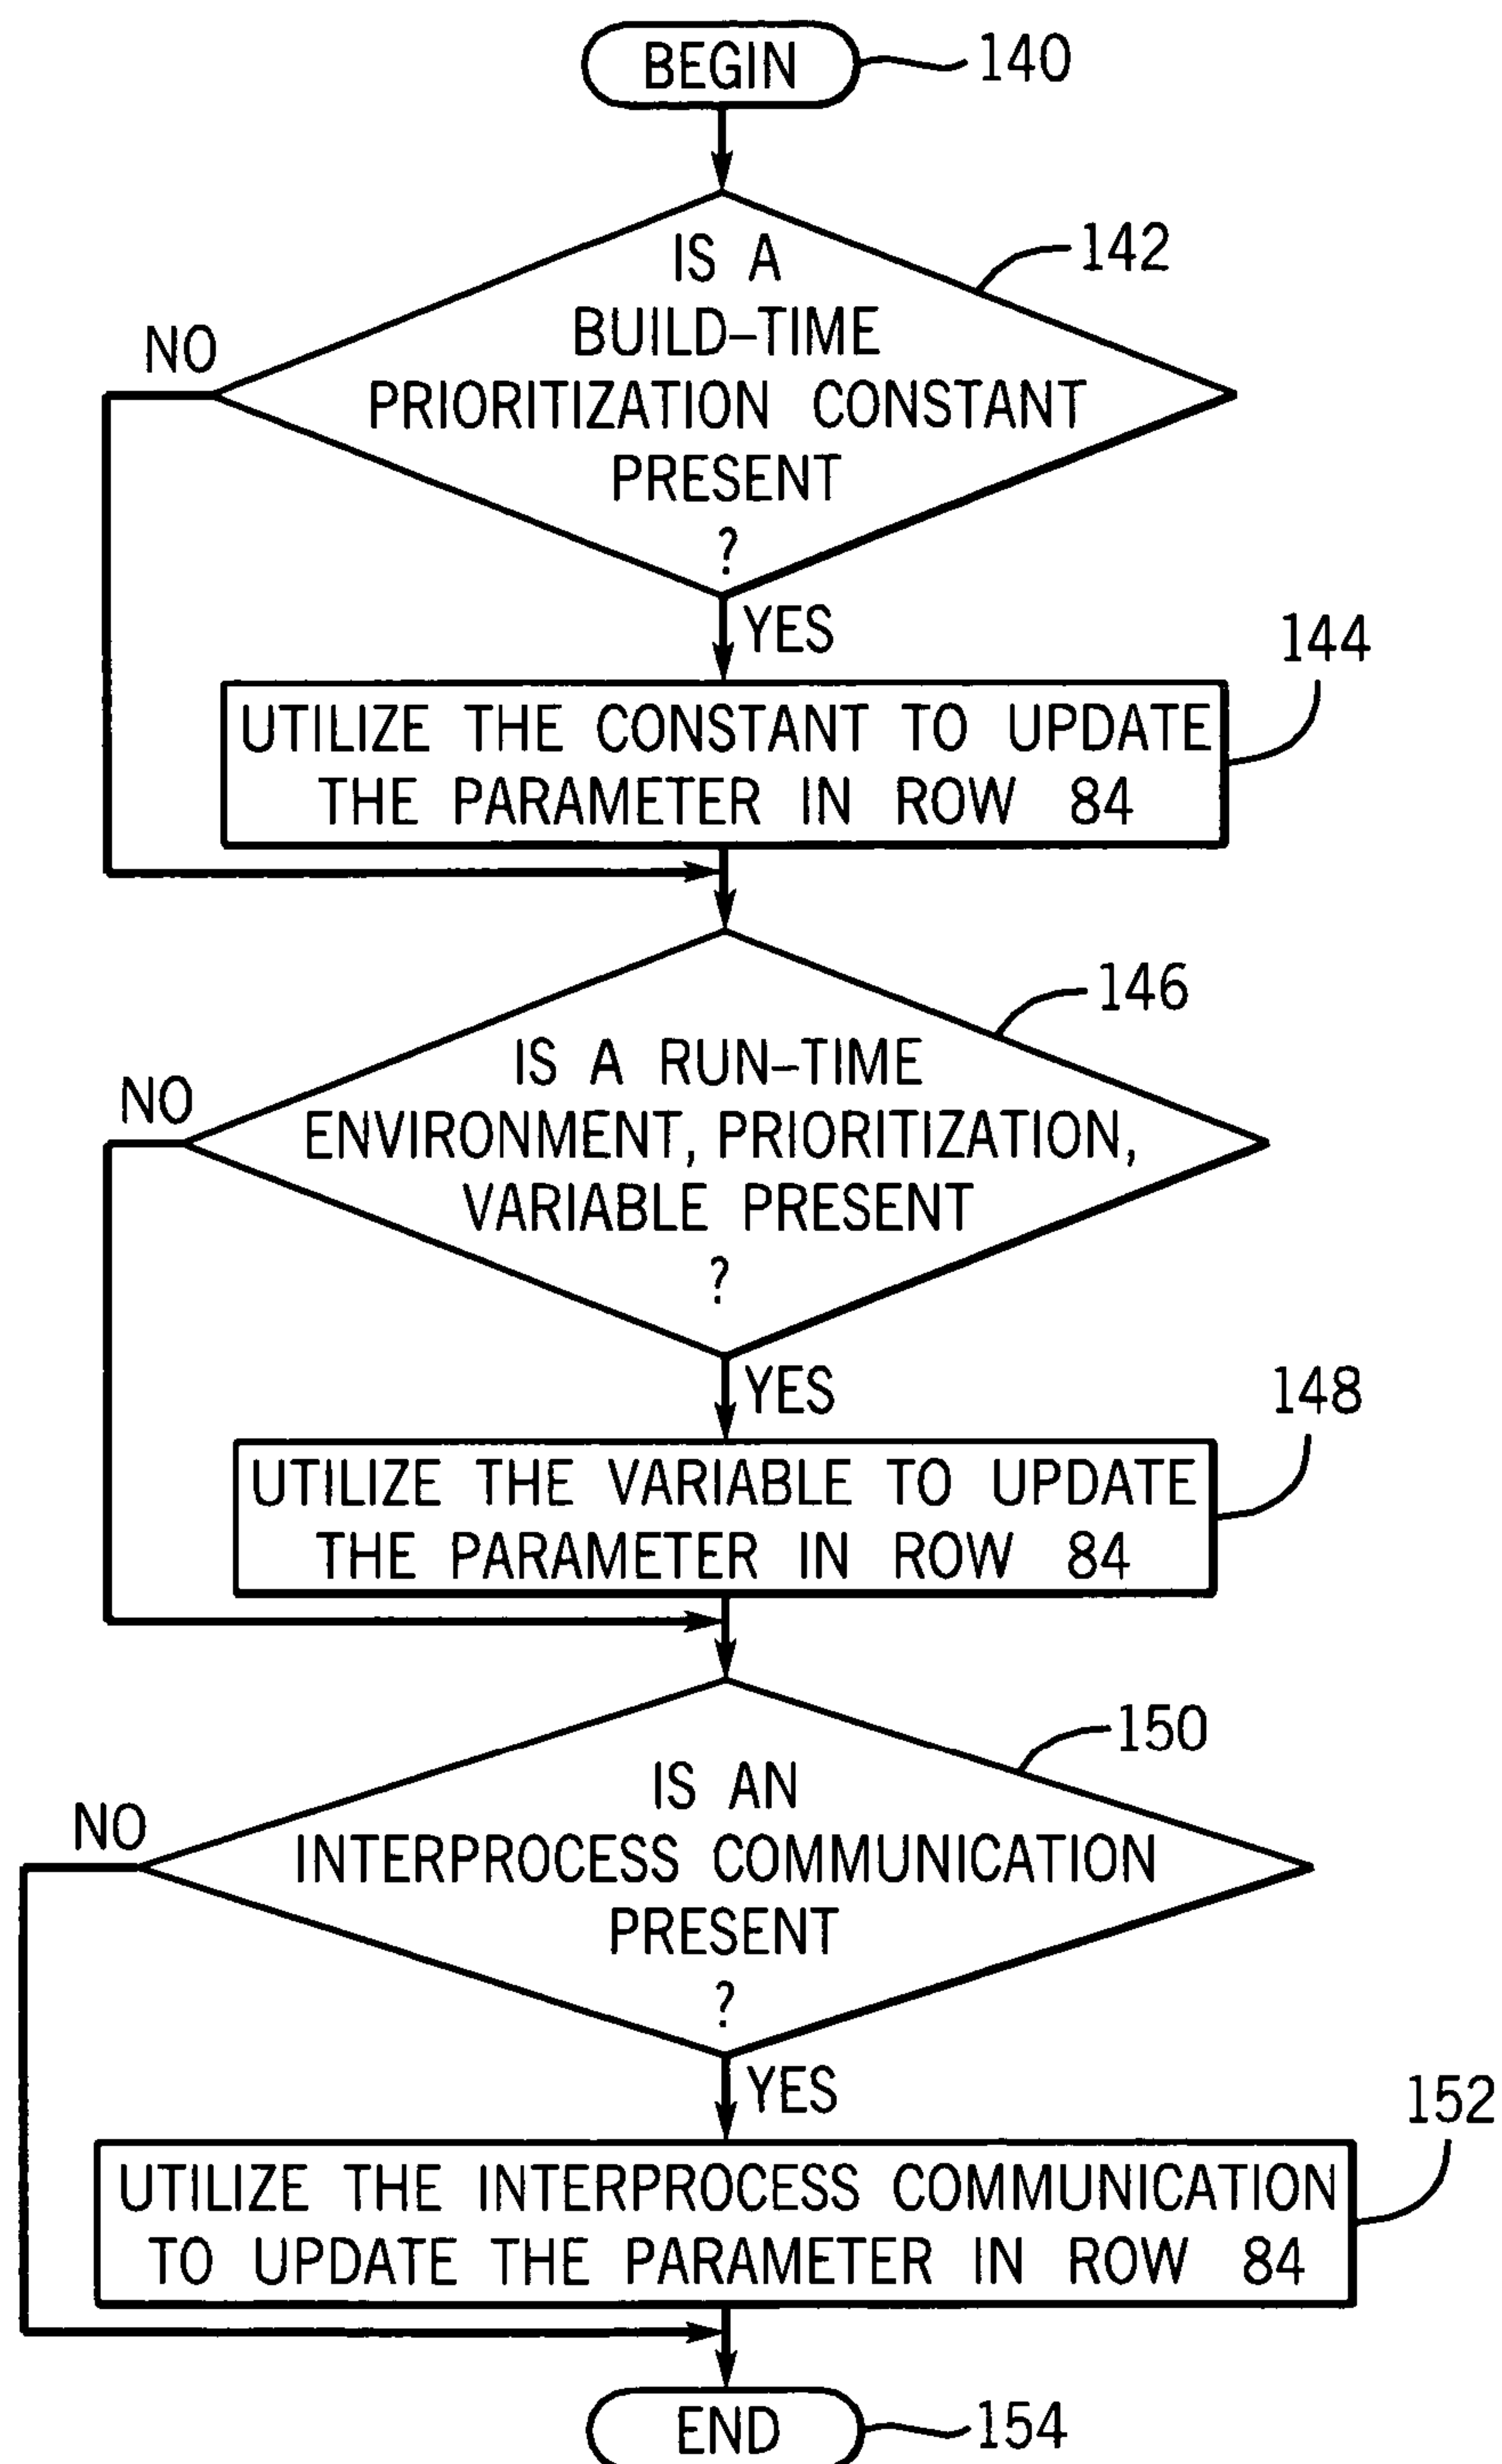 BEGIN
140
IS A
142
BUILD-TIME
NO
PRIORITIZATION CONSTANT
PRESENT
?
YES
144
UTILIZE THE CONSTANT TO UPDATE
THE PARAMETER IN ROW 84
146
IS A RUN-TIME
NO
ENVIRONMENT, PRIORITIZATION,
VARIABLE PRESENT
?
YES
148
UTILIZE THE VARIABLE TO UPDATE
THE PARAMETER IN ROW 84
150
IS AN
NO
INTERPROCESS COMMUNICATION
PRESENT
?
YES
152
UTILIZE THE INTERPROCESS COMMUNICATION
TO UPDATE THE PARAMETER IN ROW 84
END
154